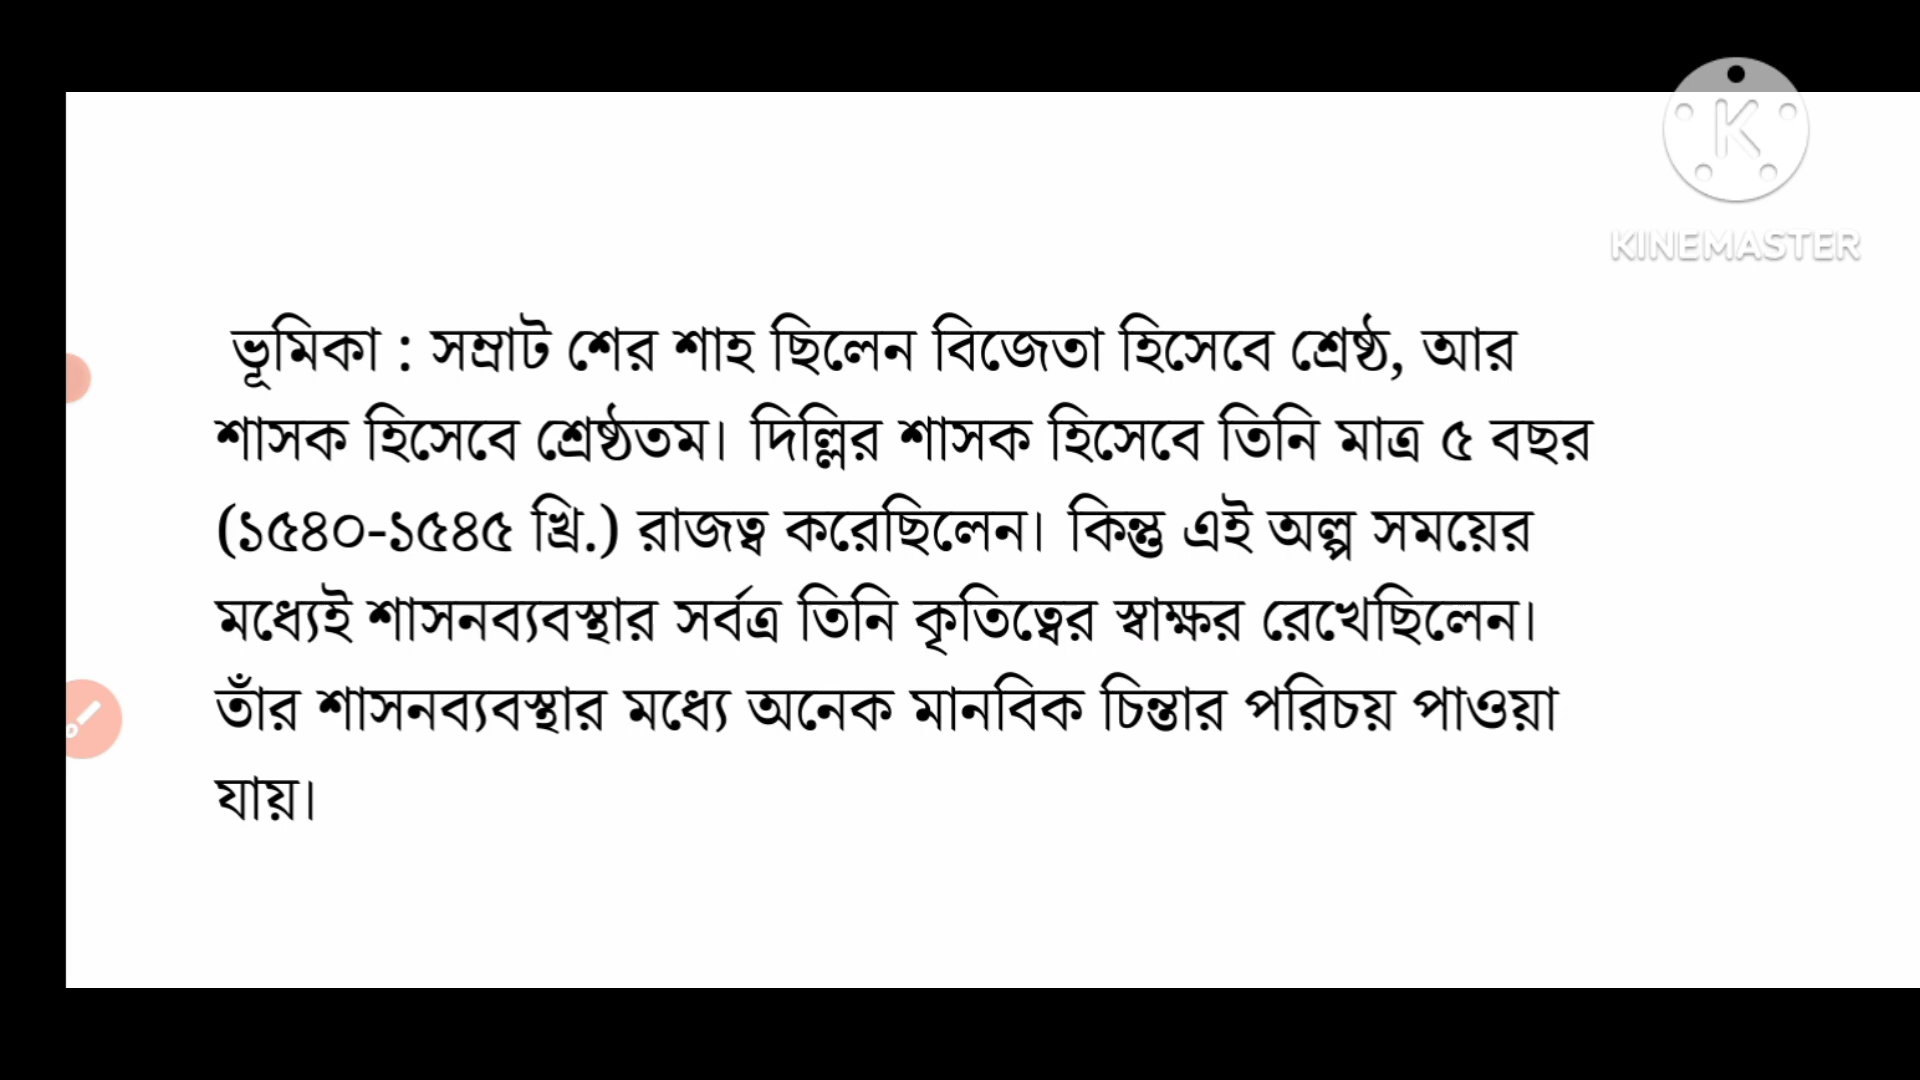 KINEMASTER
ভূমিকা : সম্রাট শের শাহ ছিলেন বিজেতা হিসেবে শ্রেষ্ঠ, আর
শাসক হিসেবে শ্রেষ্ঠতম। দিল্লির শাসক হিসেবে তিনি মাত্র ৫ বছর
(১৫৪০-১৫৪৫ খ্রি.) রাজত্ব করেছিলেন। কিন্তু এই অল্প সময়ের
মধ্যেই শাসনব্যবস্থার সর্বত্র তিনি কৃতিত্বের স্বাক্ষর রেখেছিলেন।
তাঁর শাসনব্যবস্থার মধ্যে অনেক মানবিক চিন্তার পরিচয় পাওয়া
যায়।